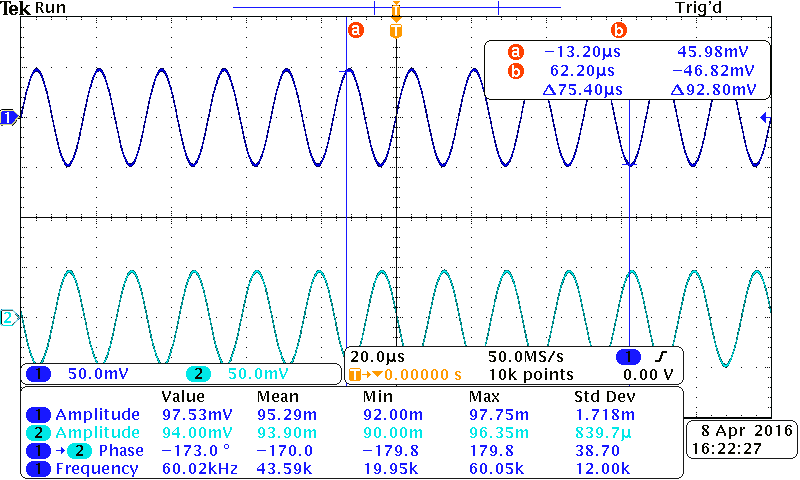 Tek Run T Trig'd
a T b
a −13.20µs 45.98mV
b 62.20µs −46.82mV
Δ75.40µs Δ92.80mV
1
2
1 50.0mV 2 50.0mV
20.0µs 50.0MS/s 1
T→▼0.00000 s 10k points 0.00 V
Value Mean Min Max Std Dev
1 Amplitude 97.53mV 95.29m 92.00m 97.75m 1.718m
2 Amplitude 94.00mV 93.90m 90.00m 96.35m 839.7µ
1 → 2 Phase −173.0 ° −170.0 −179.8 179.8 38.70
1 Frequency 60.02kHz 43.59k 19.95k 60.05k 12.00k
8 Apr 2016
16:22:27